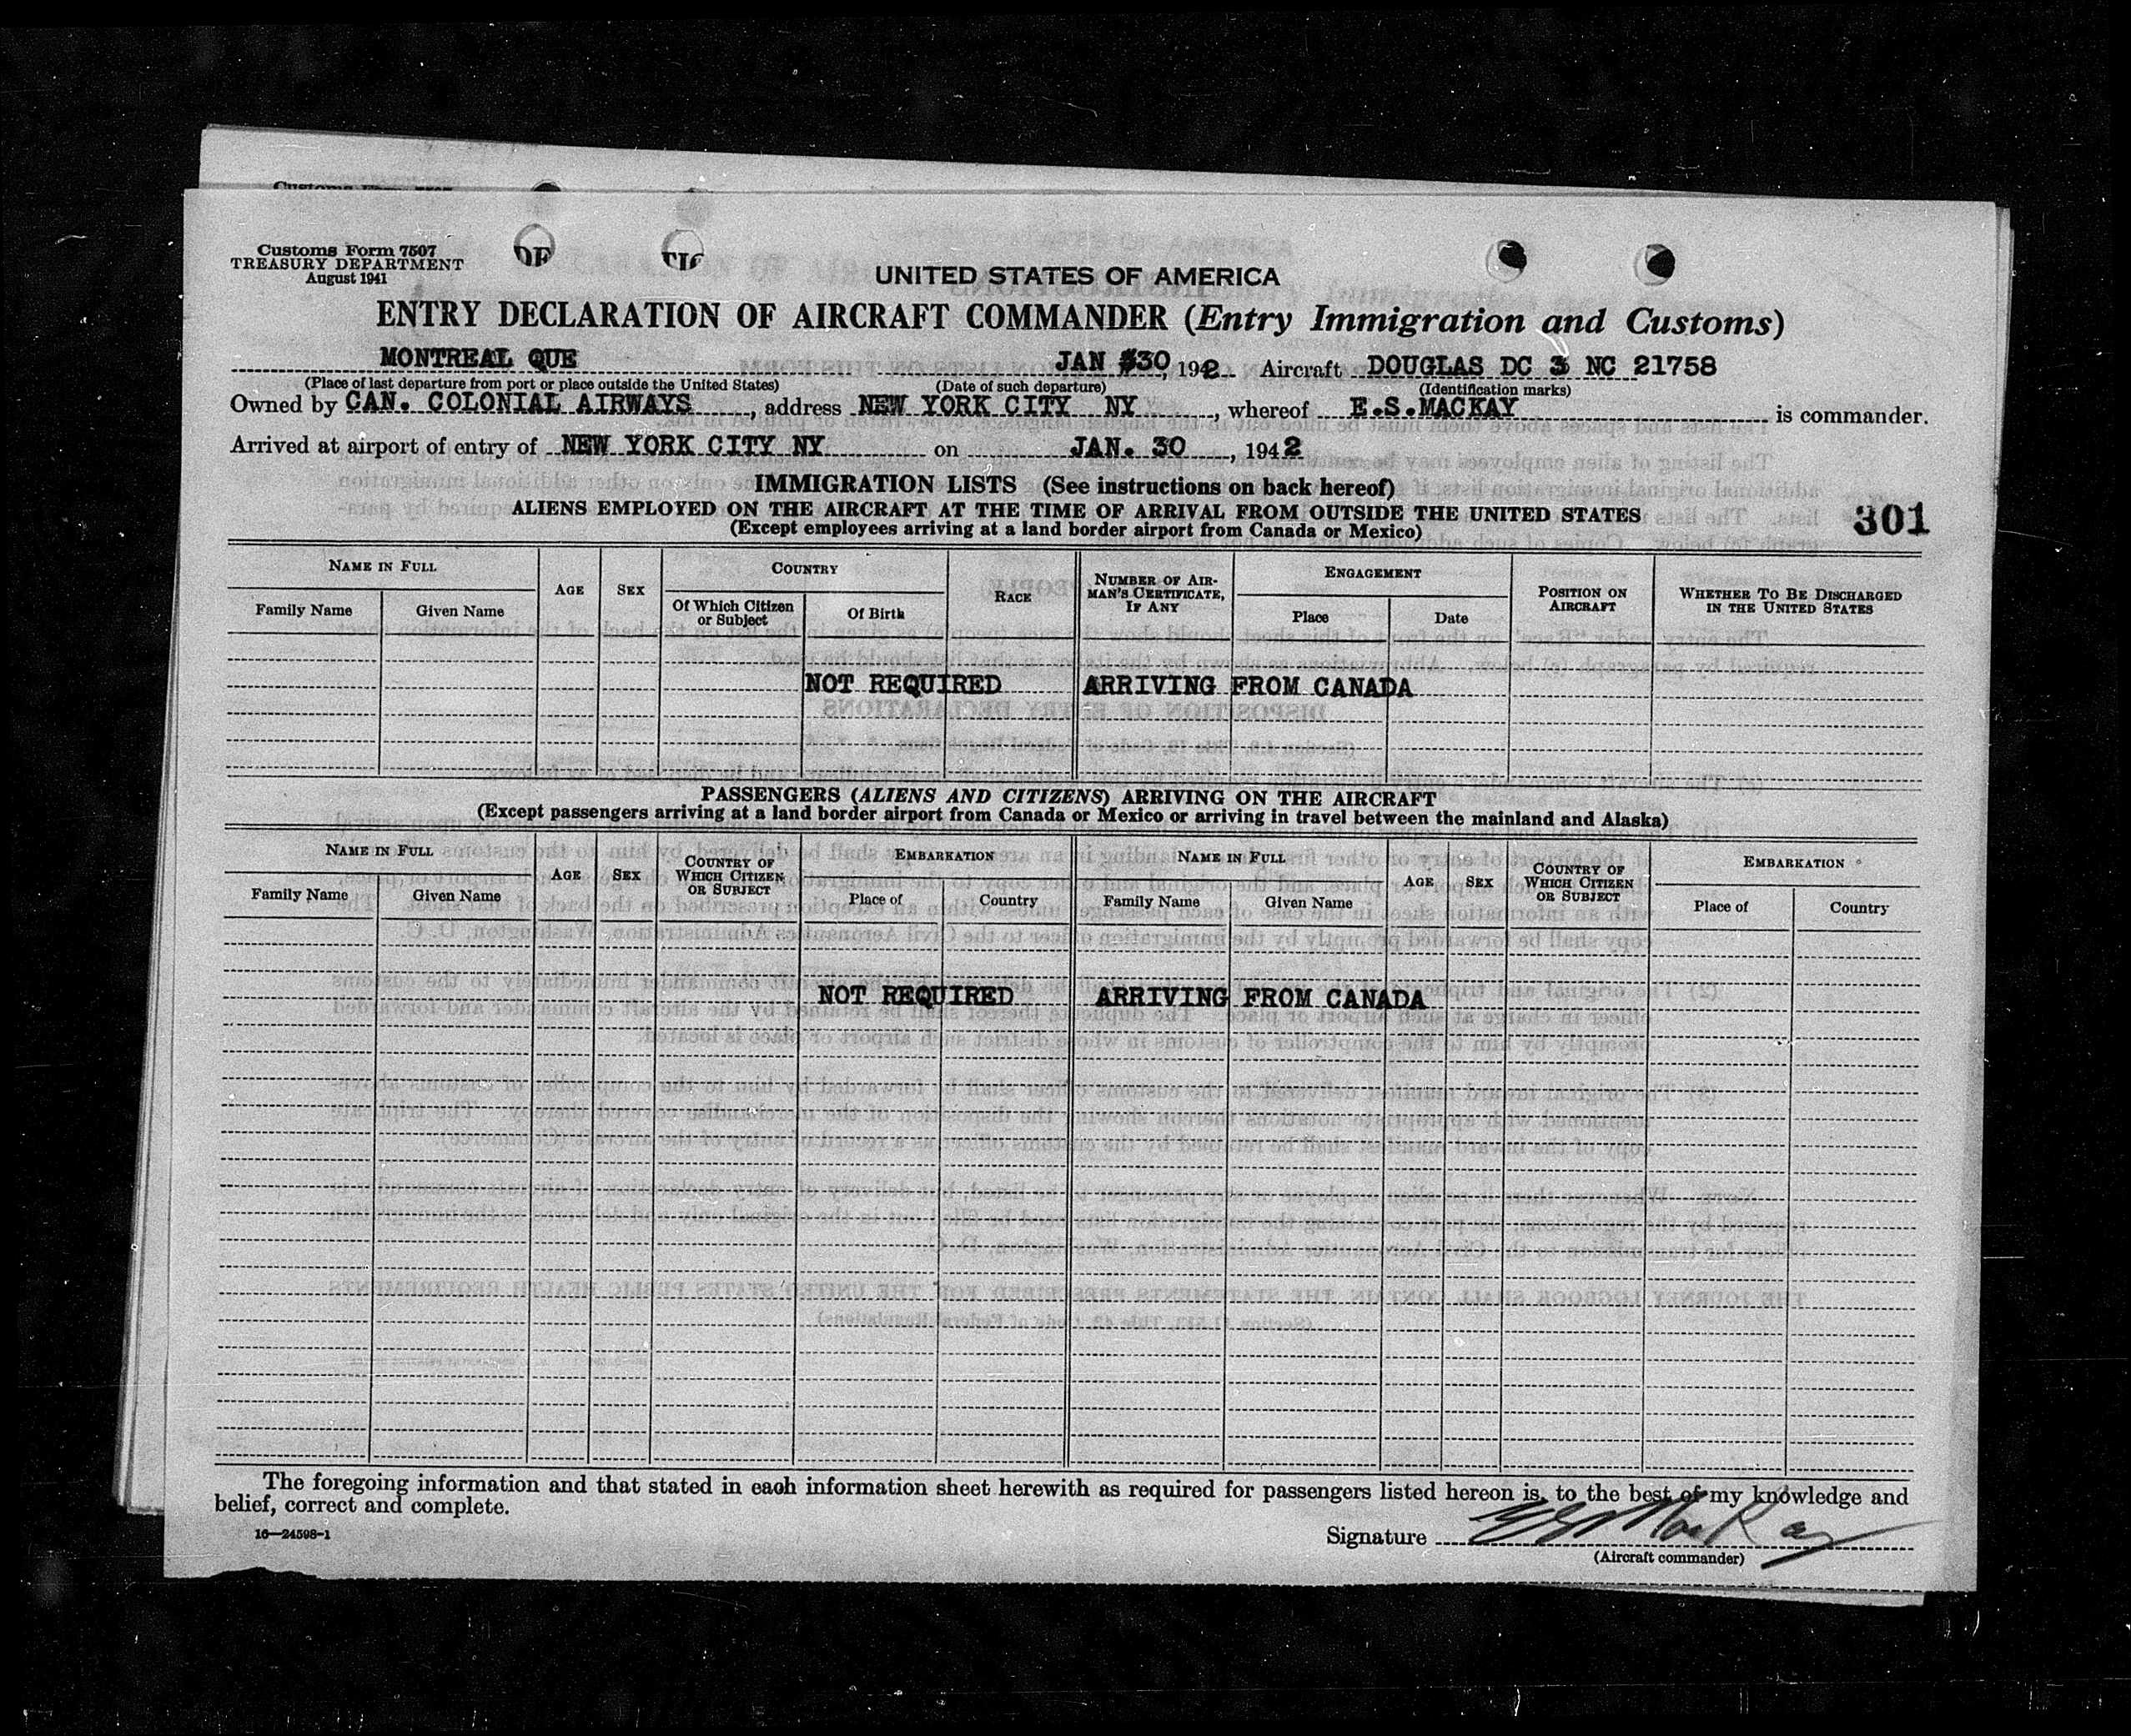 Customs Form 7507
TREASURY DEPARTMENT
August 1941
UNITED STATES OF AMERICA
ENTRY DECLARATION OF AIRCRAFT COMMANDER (Entry Immigration and Customs)
MONTREAL QUE JAN 30, 1942 Aircraft DOUGLAS DC 3 NC 21758
(Place of last departure from port or place outside the United States) (Date of such departure) (Identification marks)
Owned by CAN. COLONIAL AIRWAYS, address NEW YORK CITY NY, whereof E.S.MACKAY is commander.
Arrived at airport of entry of NEW YORK CITY NY on JAN. 30, 1942
IMMIGRATION LISTS (See instructions on back hereof)
ALIENS EMPLOYED ON THE AIRCRAFT AT THE TIME OF ARRIVAL FROM OUTSIDE THE UNITED STATES
301
(Except employees arriving at a land border airport from Canada or Mexico)
NAME IN FULL AGE SEX COUNTRY RACE NUMBER OF AIRMAN'S CERTIFICATE, IF ANY ENGAGEMENT POSITION ON AIRCRAFT WHETHER TO BE DISCHARGED IN THE UNITED STATES
Family Name Given Name Of Which Citizen or Subject Of Birth Place Date
NOT REQUIRED ARRIVING FROM CANADA
PASSENGERS (ALIENS AND CITIZENS) ARRIVING ON THE AIRCRAFT
(Except passengers arriving at a land border airport from Canada or Mexico or arriving in travel between the mainland and Alaska)
NAME IN FULL AGE SEX COUNTRY OF WHICH CITIZEN OR SUBJECT EMBARKATION NAME IN FULL AGE SEX COUNTRY OF WHICH CITIZEN OR SUBJECT EMBARKATION
Family Name Given Name Place of Country Family Name Given Name Place of Country
NOT REQUIRED ARRIVING FROM CANADA
The foregoing information and that stated in each information sheet herewith as required for passengers listed hereon is, to the best of my knowledge and
belief, correct and complete.
16—24598-1
Signature E S MacKay
(Aircraft commander)